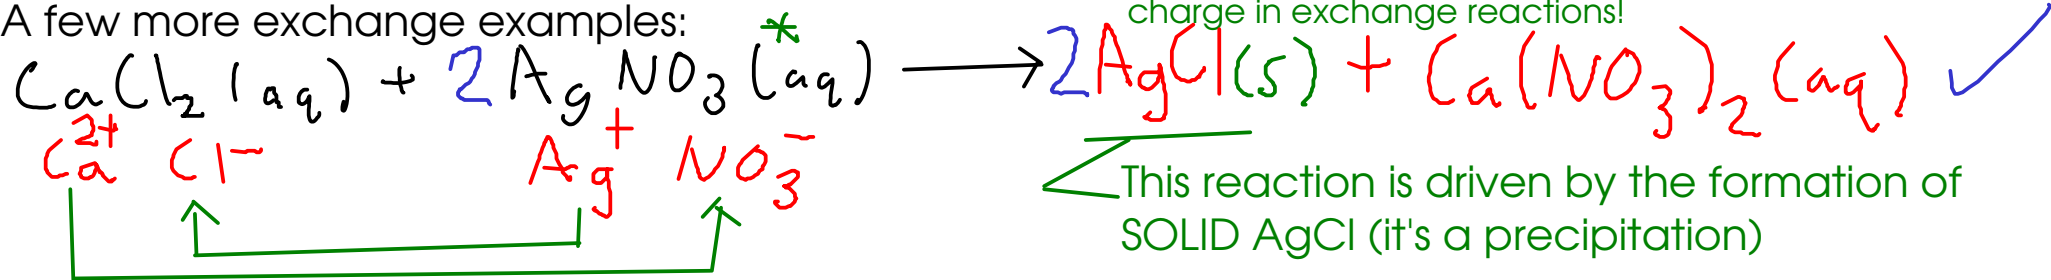 charge in exchange reactions!
A few more exchange examples:
*
CaCl₂(aq) + 2AgNO₃(aq) → 2AgCl(s) + Ca(NO₃)₂(aq) ✓
Ca²⁺ Cl⁻ Ag⁺ NO₃⁻
This reaction is driven by the formation of
SOLID AgCl (it's a precipitation)